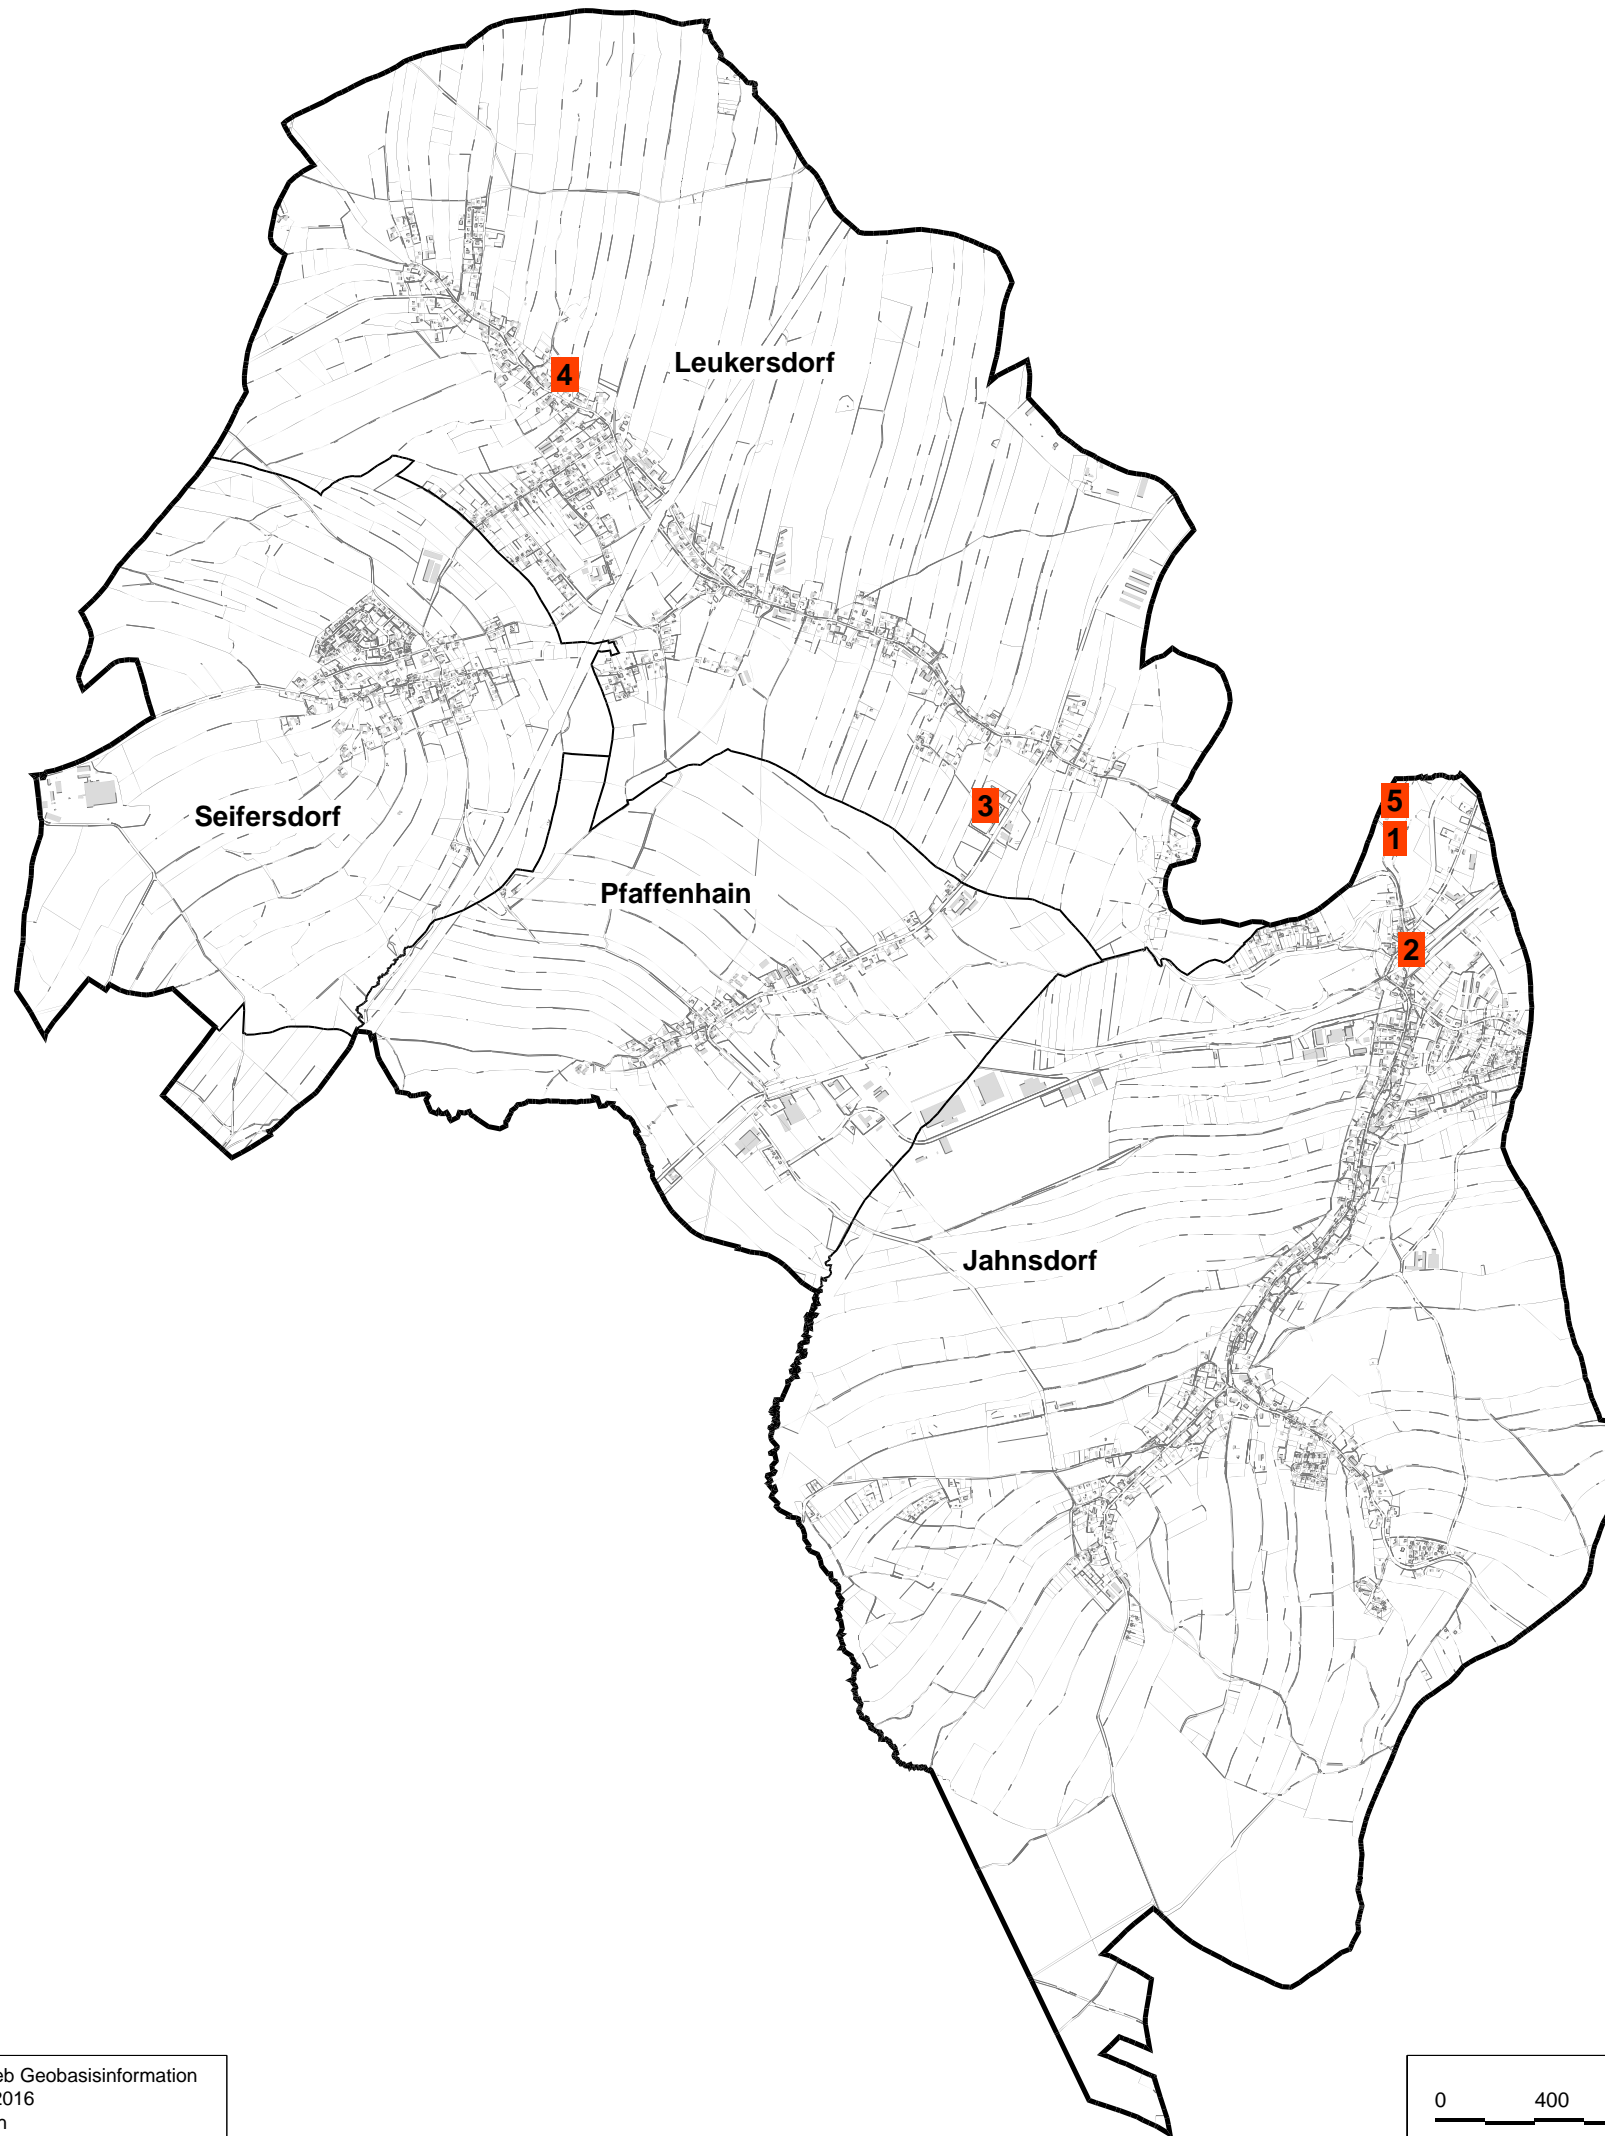 Leukersdorf
4
Seifersdorf
3
5
1
Pfaffenhain
2
Jahnsdorf
eb Geobasisinformation
2016
n
0 400